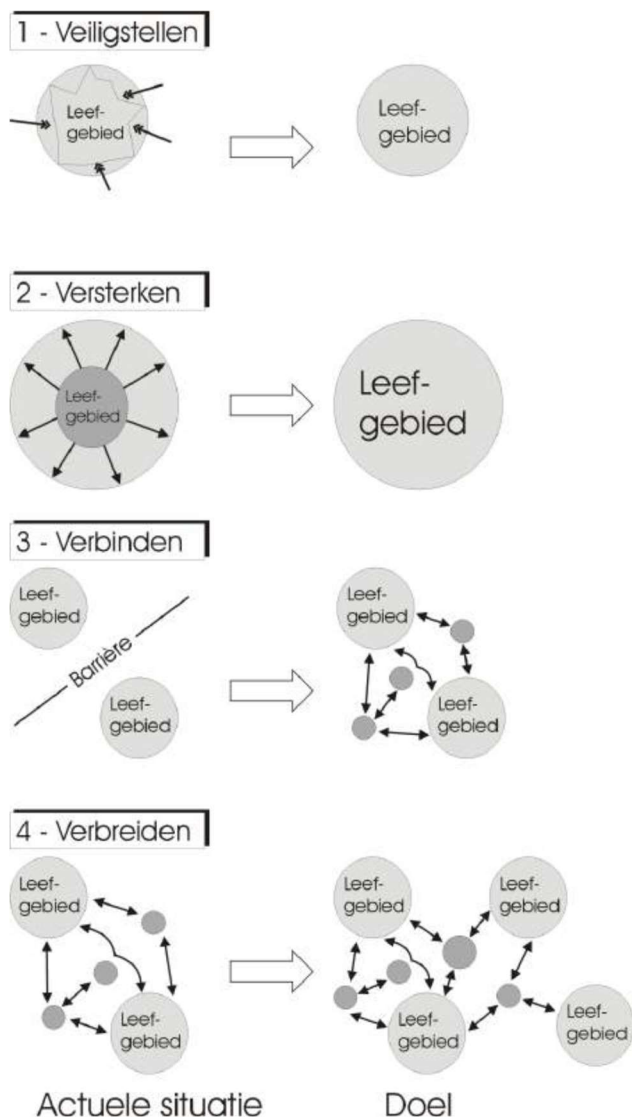 1 - Veiligstellen
Leef-
gebied
Leef-
gebied
2 - Versterken
Leef-
gebied
Leef-
gebied
3 - Verbinden
Leef-
gebied
Barrière
Leef-
gebied
Leef-
gebied
Leef-
gebied
4 - Verbreiden
Leef-
gebied
Leef-
gebied
Leef-
gebied
Leef-
gebied
Leef-
gebied
Leef-
gebied
Actuele situatie
Doel